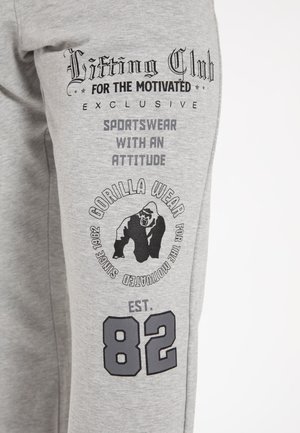 Lifting Club
FOR THE MOTIVATED
EXCLUSIVE
SPORTSWEAR
WITH AN
ATTITUDE
GORILLA WEAR
FOR THE MOTIVATED
SINCE 1982
EST.
82